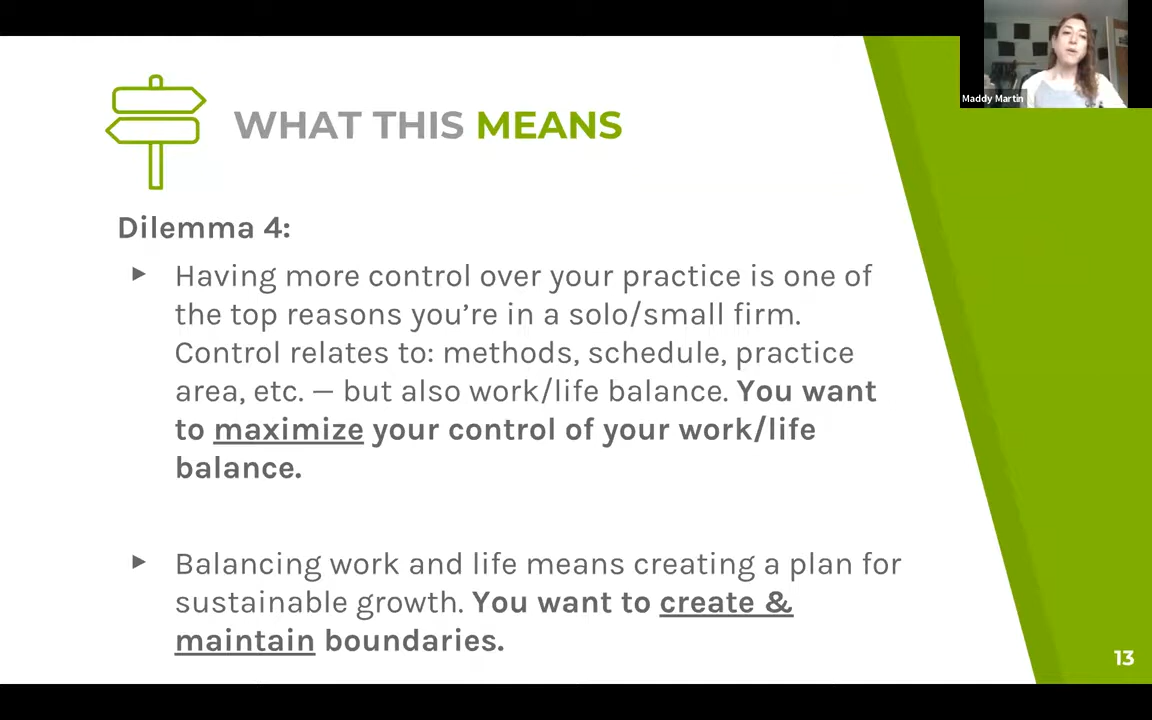 Maddy Martin
WHAT THIS MEANS
Dilemma 4:
Having more control over your practice is one of
the top reasons you’re in a solo/small firm.
Control relates to: methods, schedule, practice
area, etc. — but also work/life balance. You want
to maximize your control of your work/life
balance.
Balancing work and life means creating a plan for
sustainable growth. You want to create &
maintain boundaries.
13